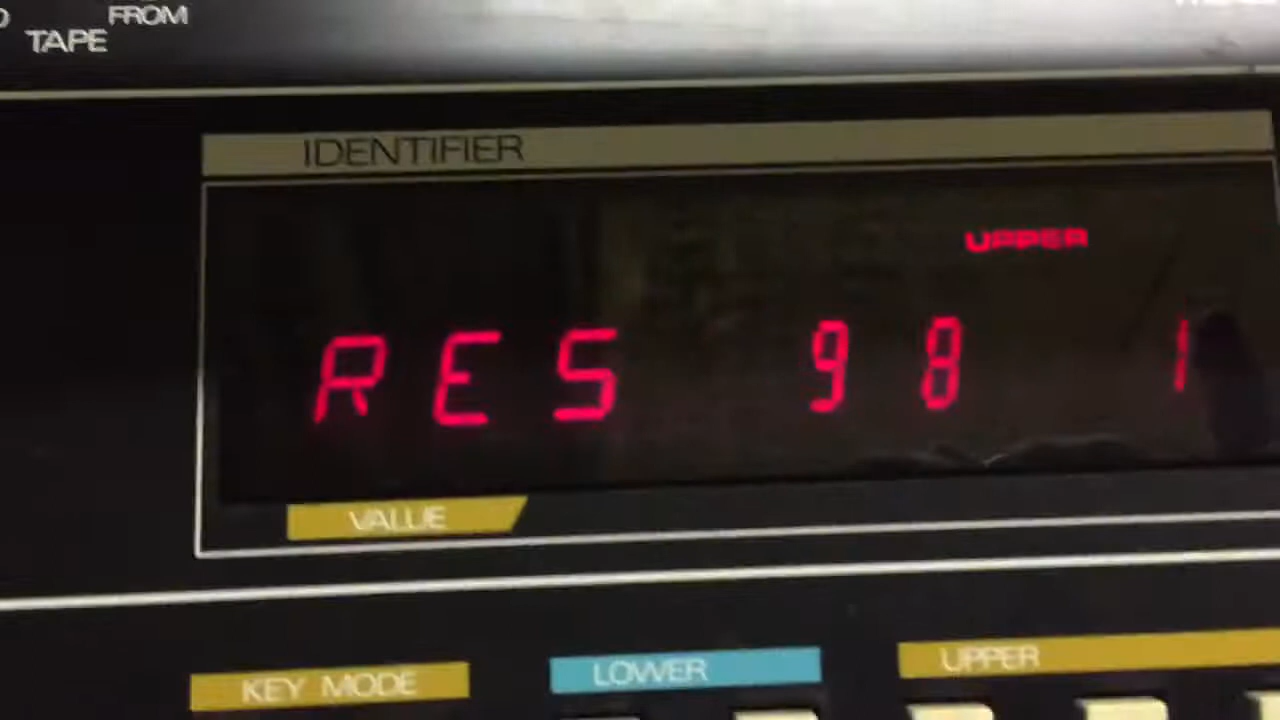 FROM
TAPE
IDENTIFIER
UPPER
RES 98 1
VALUE
KEY MODE LOWER UPPER